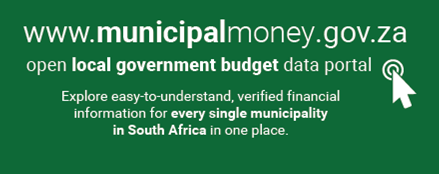 www.municipalmoney.gov.za
open local government budget data portal
Explore easy-to-understand, verified financial
information for every single municipality
in South Africa in one place.